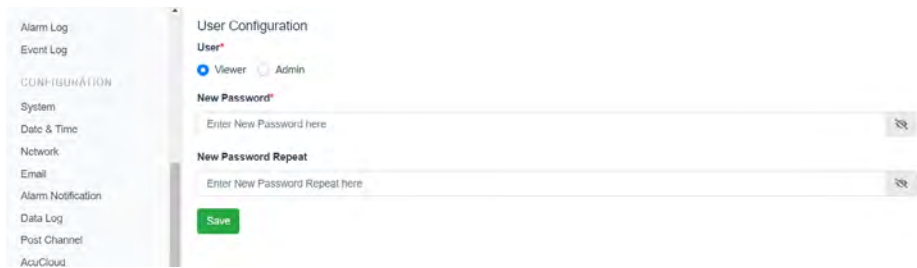 Alarm Log
Event Log
CONFIGURATION
System
Date & Time
Network
Email
Alarm Notification
Data Log
Post Channel
AcuCloud
User Configuration
User*
Viewer Admin
New Password*
Enter New Password here
New Password Repeat
Enter New Password Repeat here
Save